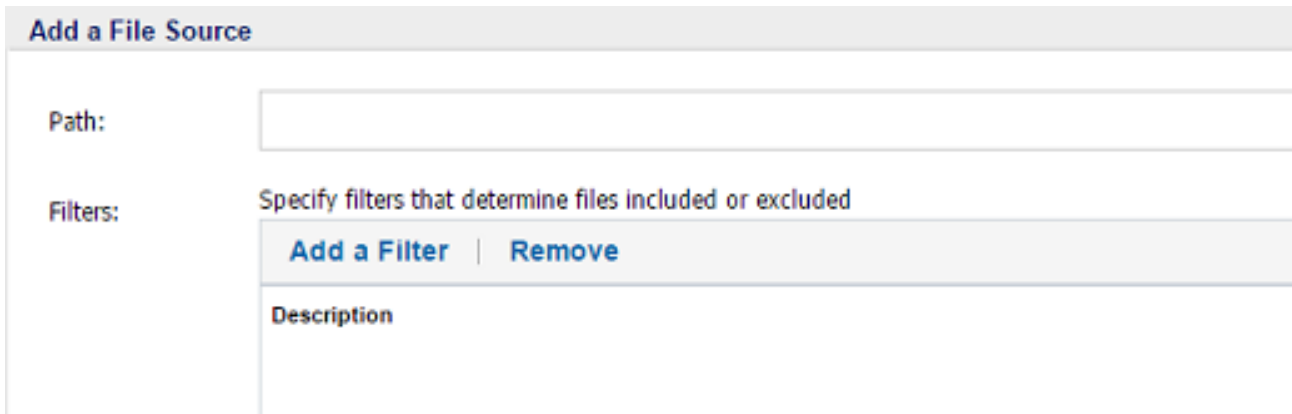 Add a File Source
Path:
Filters:
Specify filters that determine files included or excluded
Add a Filter | Remove
Description